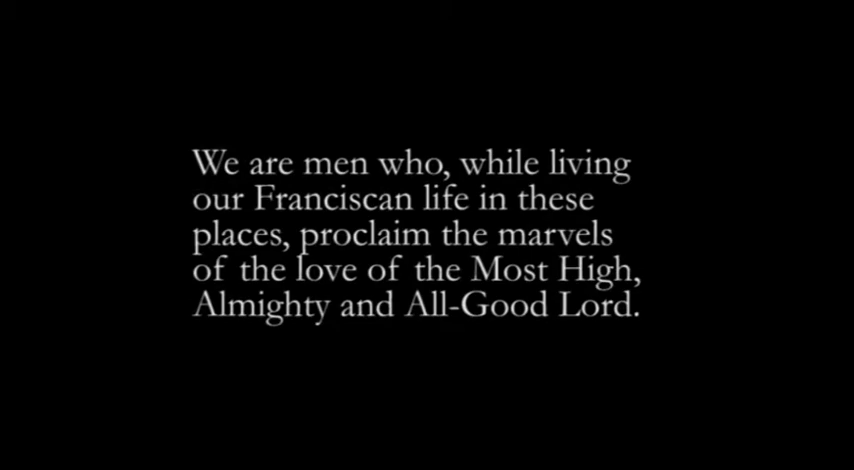 We are men who, while living
our Franciscan life in these
places, proclaim the marvels
of the love of the Most High,
Almighty and All-Good Lord.